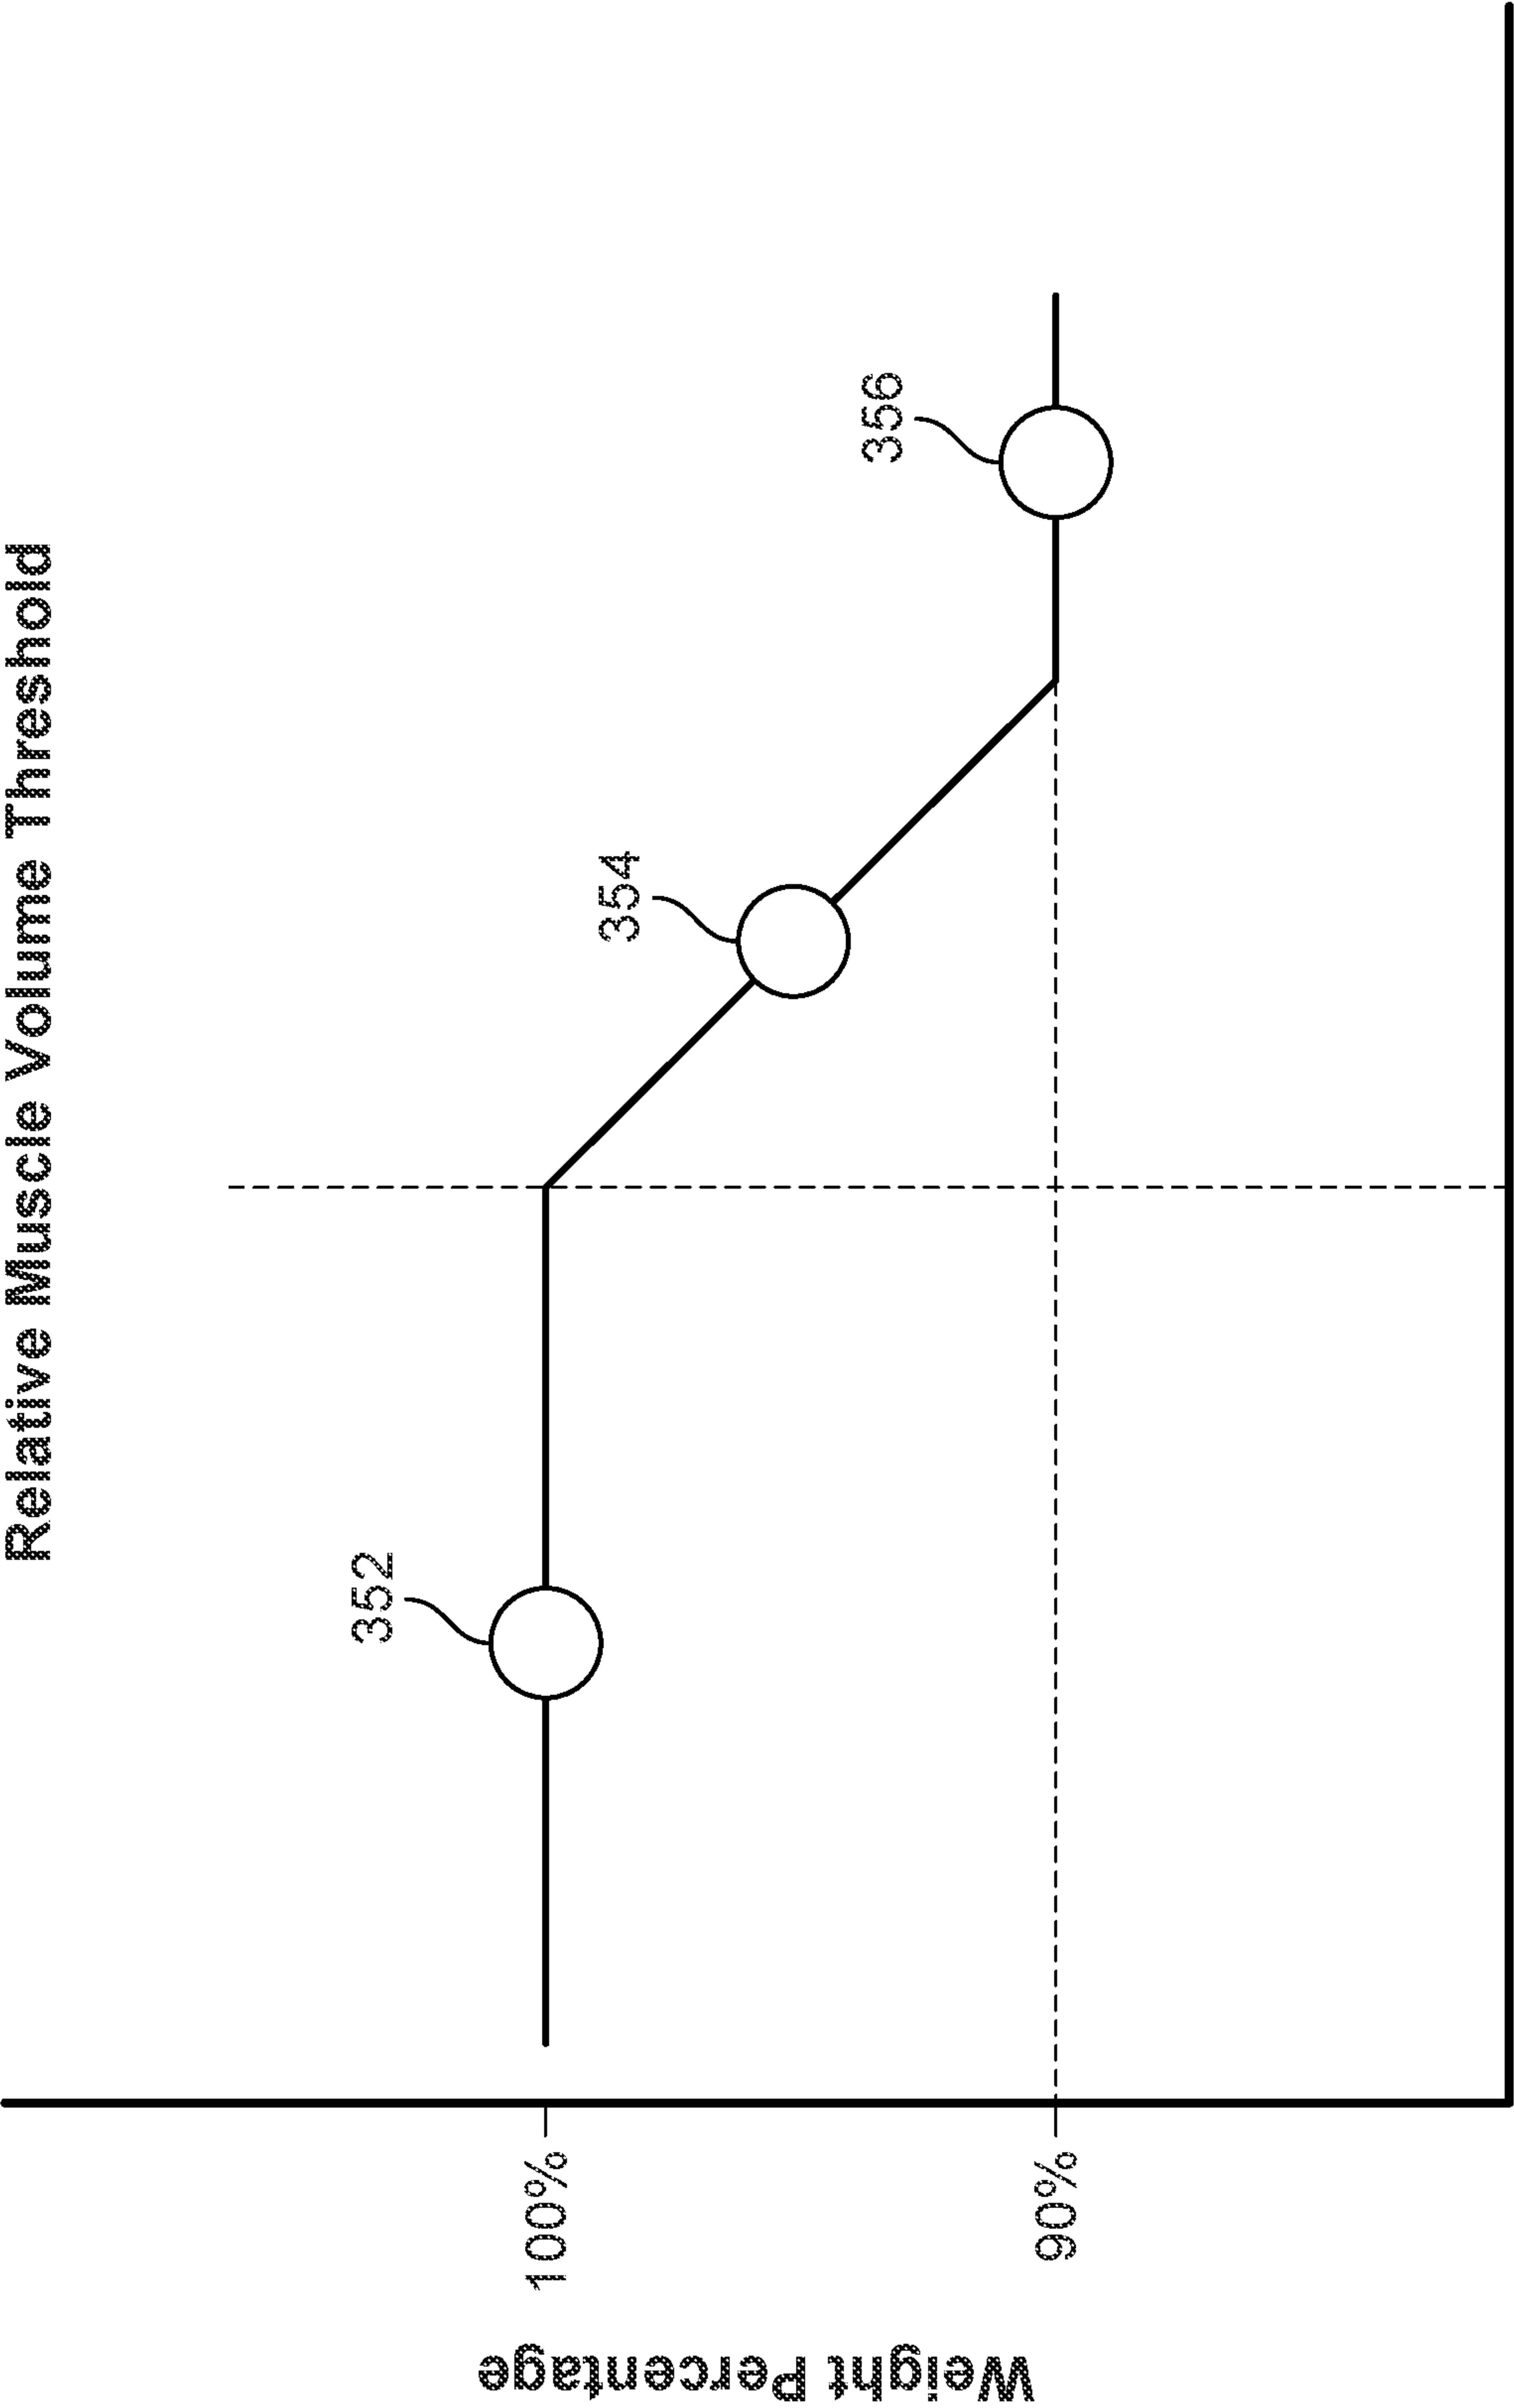 Relative Muscle Volume Threshold
352
354
356
100%
90%
Weight Percentage